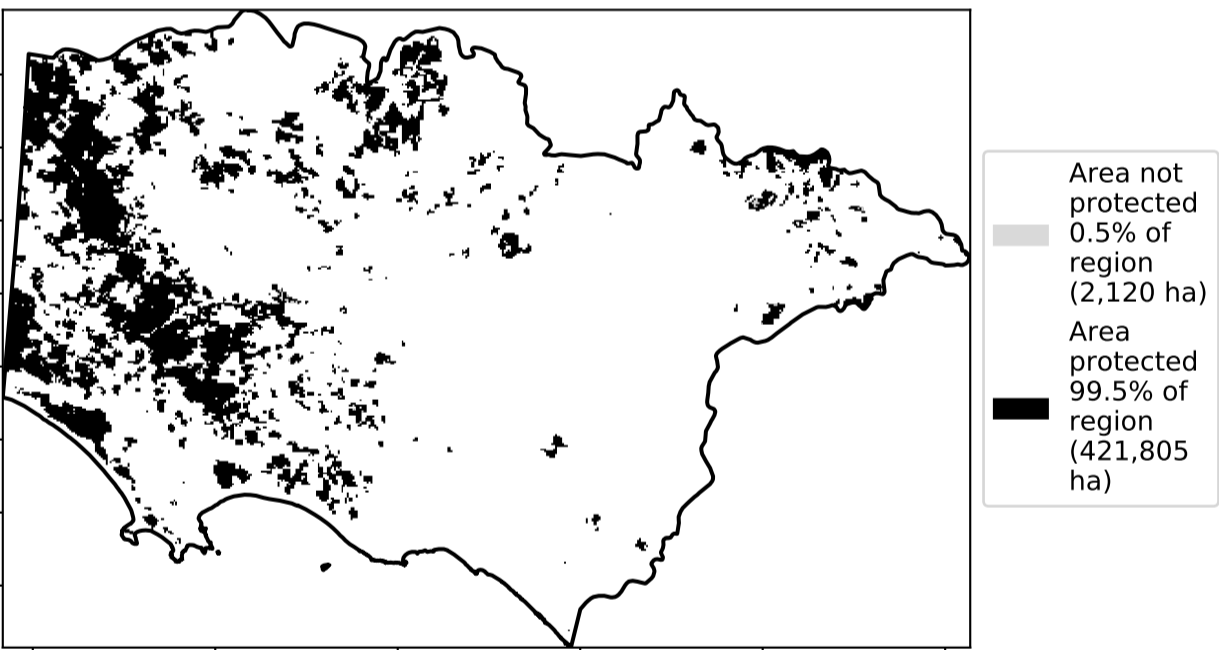 Area not
protected
0.5% of
region
(2,120 ha)
Area
protected
99.5% of
region
(421,805
ha)